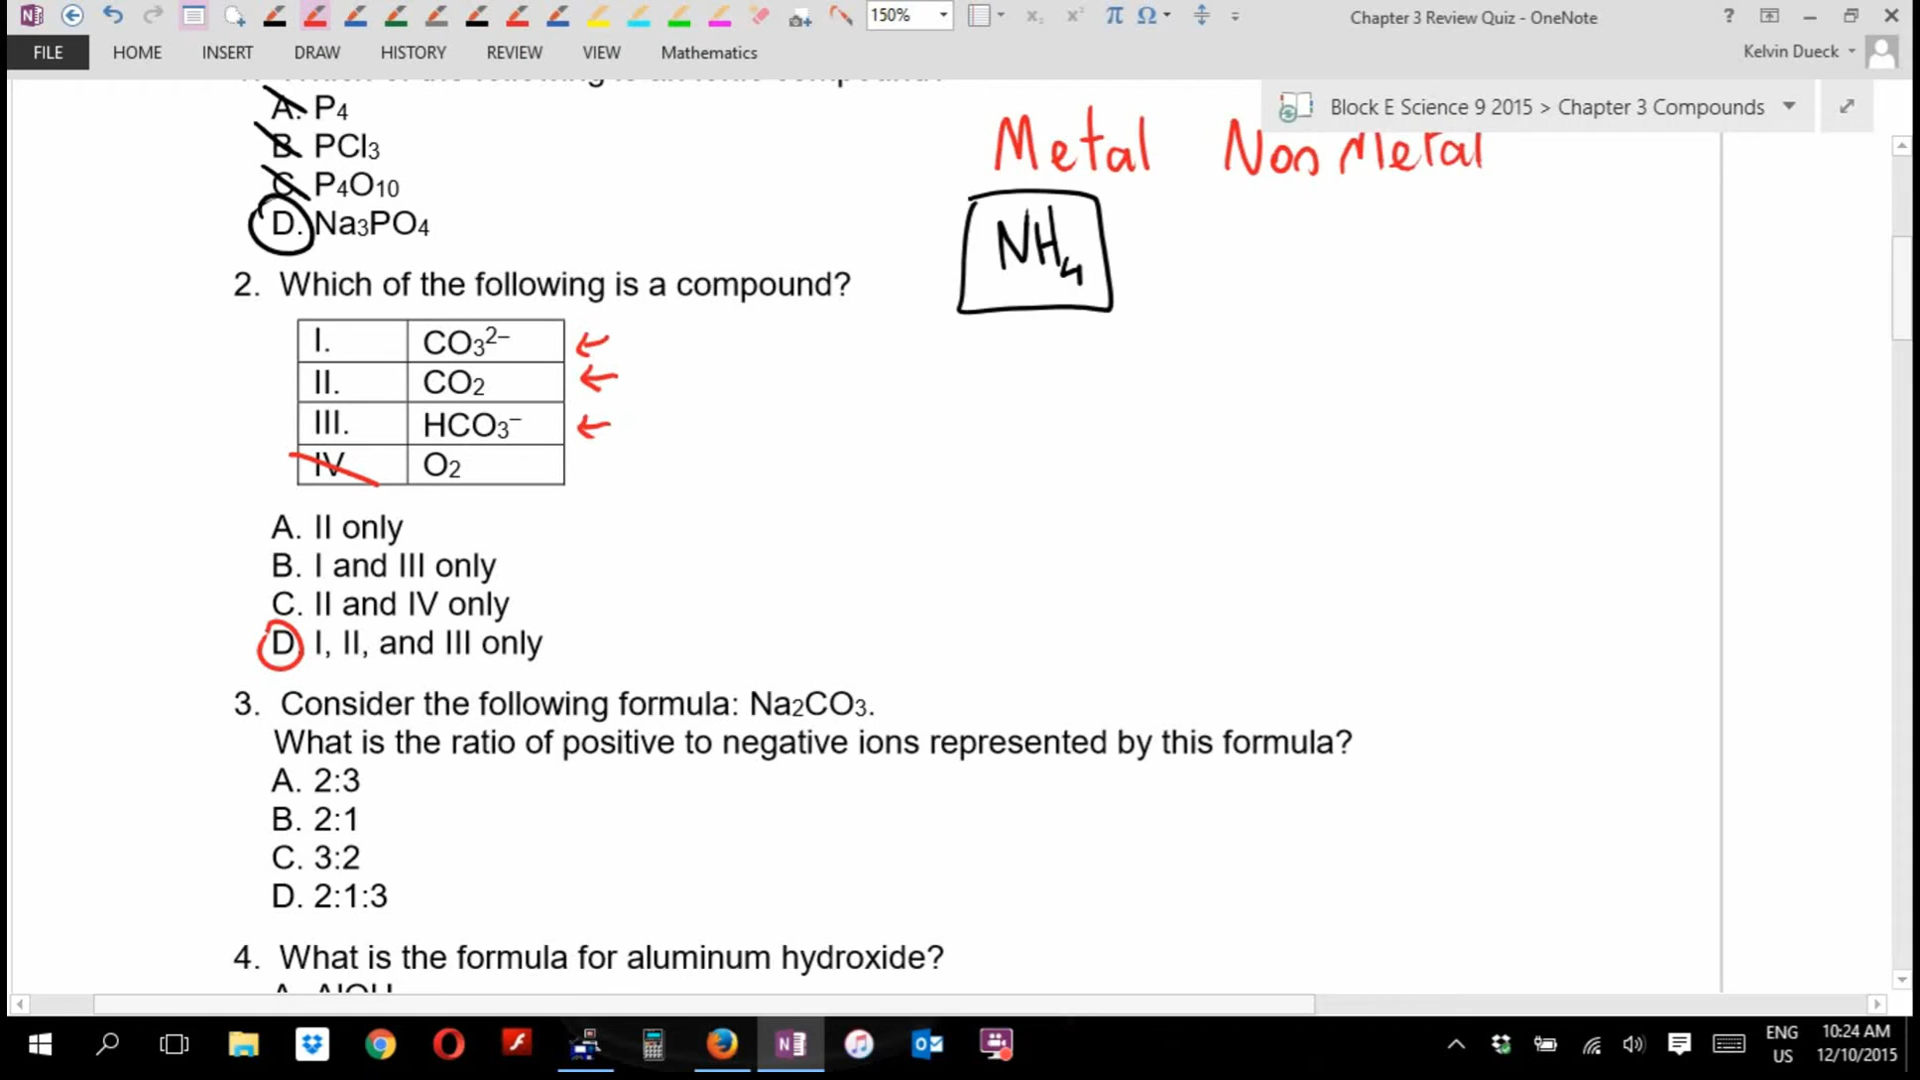 150%
Chapter 3 Review Quiz - OneNote
FILE HOME INSERT DRAW HISTORY REVIEW VIEW Mathematics
Kelvin Dueck
Block E Science 9 2015 > Chapter 3 Compounds
A. P4
B. PCl3
C. P4O10
D. Na3PO4
Metal Non Metal
NH4
2. Which of the following is a compound?
I. CO3²⁻
II. CO2
III. HCO3⁻
IV O2
A. II only
B. I and III only
C. II and IV only
D I, II, and III only
3. Consider the following formula: Na2CO3.
What is the ratio of positive to negative ions represented by this formula?
A. 2:3
B. 2:1
C. 3:2
D. 2:1:3
4. What is the formula for aluminum hydroxide?
ENG
US
10:24 AM
12/10/2015